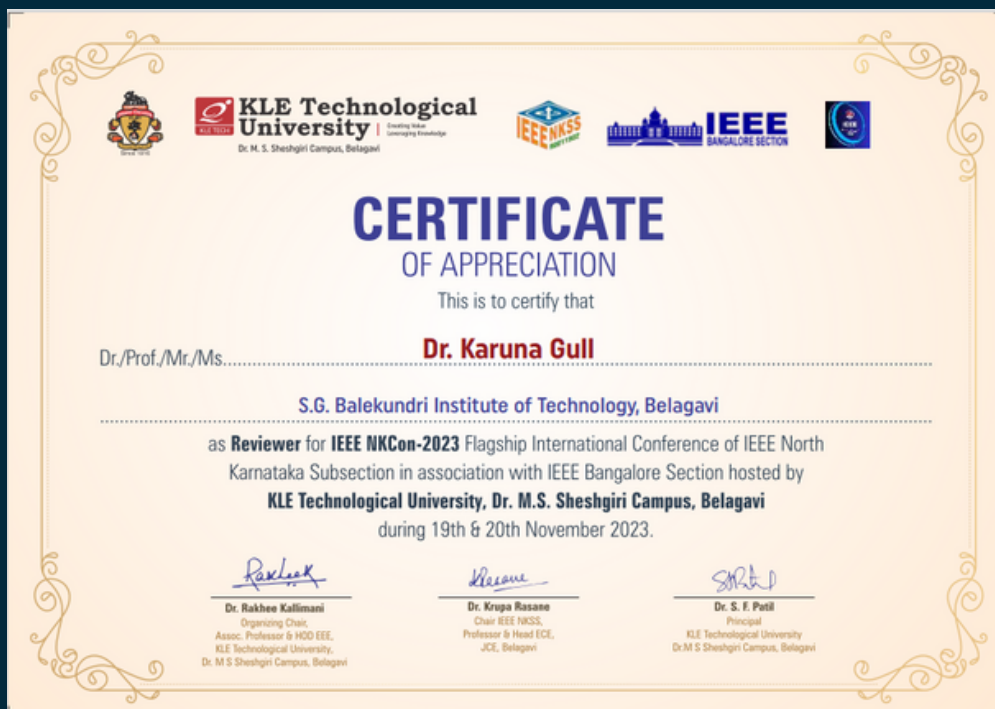 Since 1916
KLE TECH
KLE Technological
University
Creating Value
Leveraging Knowledge
Dr. M. S. Sheshgiri Campus, Belagavi
IEEE NKSS
IEEE
BANGALORE SECTION
IEEE
CERTIFICATE
OF APPRECIATION
This is to certify that
Dr./Prof./Mr./Ms. Dr. Karuna Gull
S.G. Balekundri Institute of Technology, Belagavi
as Reviewer for IEEE NKCon-2023 Flagship International Conference of IEEE North
Karnataka Subsection in association with IEEE Bangalore Section hosted by
KLE Technological University, Dr. M.S. Sheshgiri Campus, Belagavi
during 19th & 20th November 2023.
Dr. Rakhee Kallimani
Organizing Chair,
Assoc. Professor & HOD EEE,
KLE Technological University,
Dr. M S Sheshgiri Campus, Belagavi
Dr. Krupa Rasane
Chair IEEE NKSS,
Professor & Head ECE,
JCE, Belagavi
Dr. S. F. Patil
Principal
KLE Technological University
Dr.M S Sheshgiri Campus, Belagavi